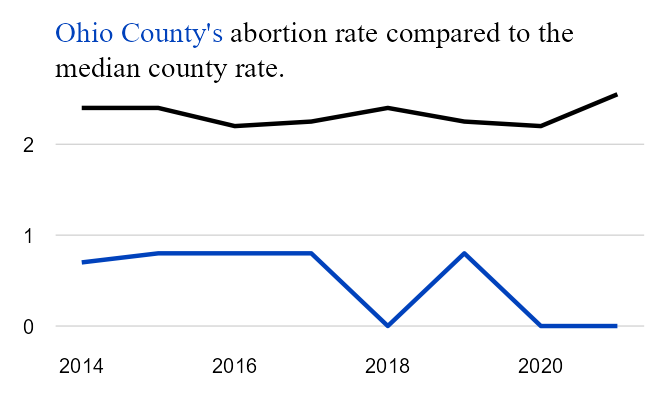 Ohio County's abortion rate compared to the
median county rate.
2
1
0
2014 2016 2018 2020